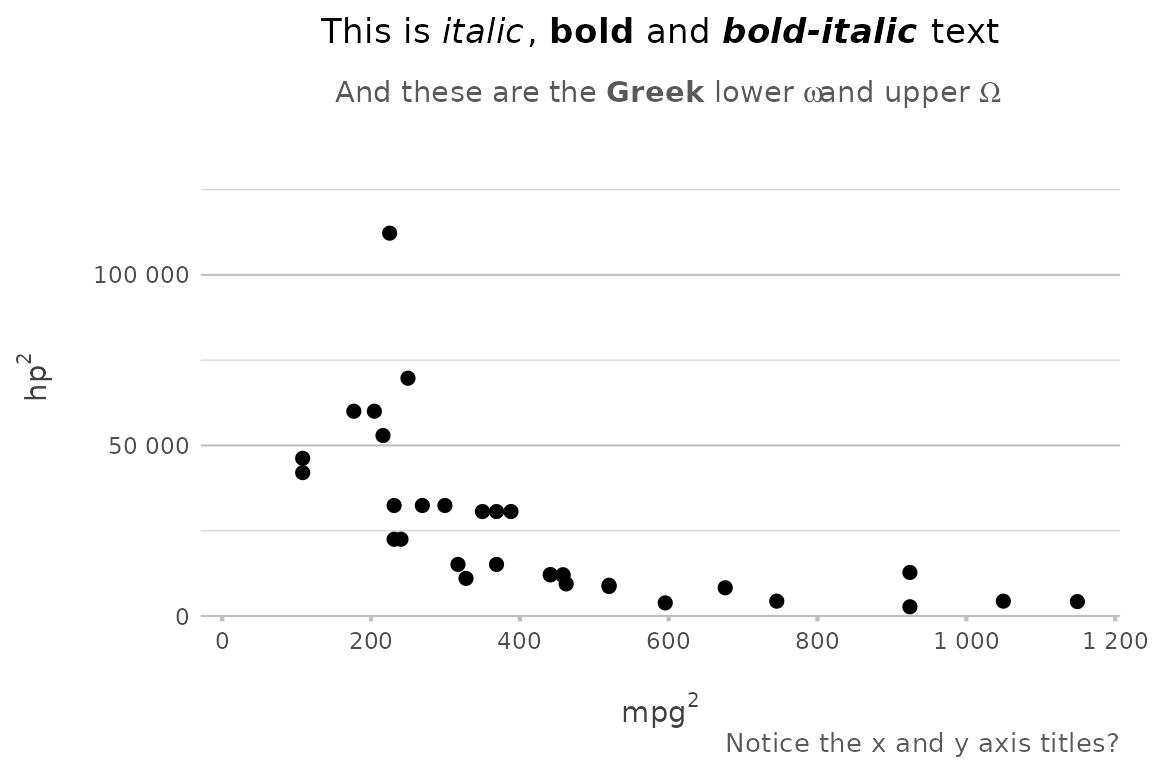 This is italic, bold and bold-italic text
And these are the Greek lower ωand upper Ω
100 000
hp²
50 000
0
0 200 400 600 800 1 000 1 200
mpg²
Notice the x and y axis titles?